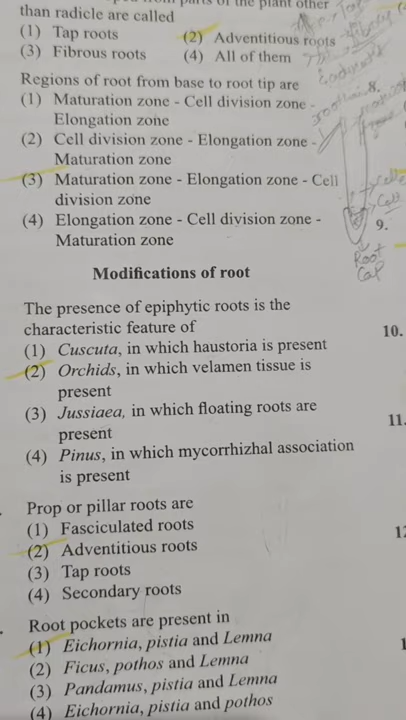 parts of the plant other
than radicle are called
(1) Tap roots (2) Adventitious roots
(3) Fibrous roots (4) All of them
Regions of root from base to root tip are
8.
(1) Maturation zone - Cell division zone -
Elongation zone
(2) Cell division zone - Elongation zone -
Maturation zone
(3) Maturation zone - Elongation zone - Cell
division zone
(4) Elongation zone - Cell division zone -
Maturation zone
9.
Root
Cap
Modifications of root
The presence of epiphytic roots is the
characteristic feature of
10.
(1) Cuscuta, in which haustoria is present
(2) Orchids, in which velamen tissue is
present
(3) Jussiaea, in which floating roots are
present
11.
(4) Pinus, in which mycorrhizhal association
is present
Prop or pillar roots are
(1) Fasciculated roots
(2) Adventitious roots
(3) Tap roots
(4) Secondary roots
Root pockets are present in
(1) Eichornia, pistia and Lemna
(2) Ficus, pothos and Lemna
(3) Pandamus, pistia and Lemna
(4) Eichornia, pistia and pothos